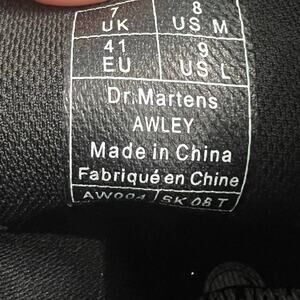 7 8
UK US M
41 9
EU US L
Dr.Martens
AWLEY
Made in China
Fabriqué en Chine
AW004 SK 08 T